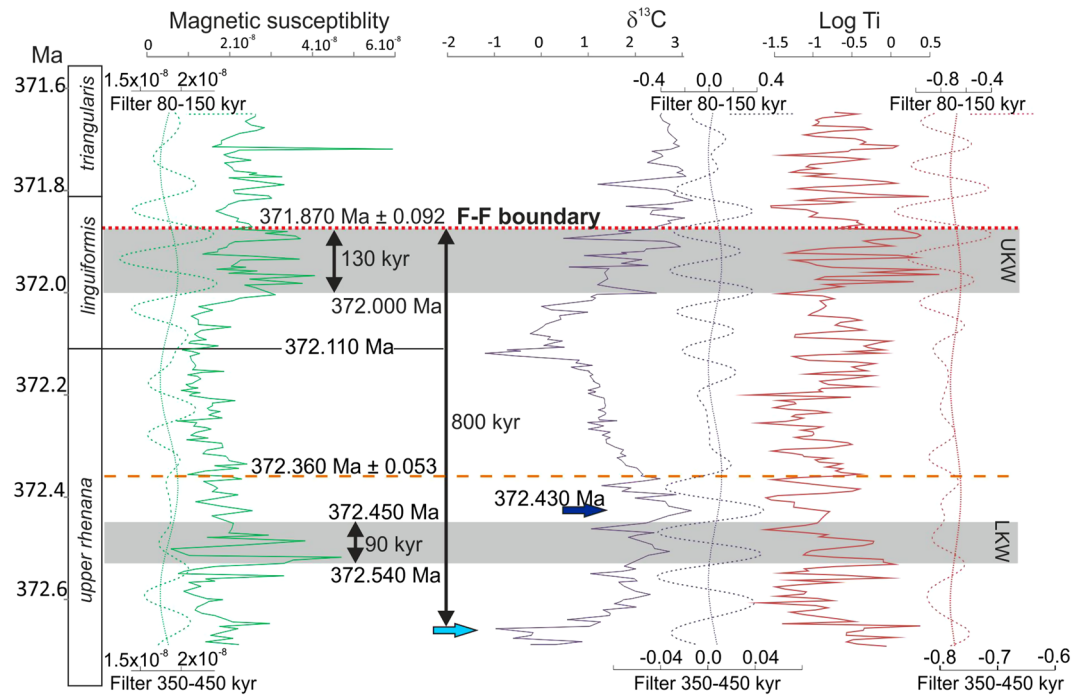 Magnetic susceptiblity
δ¹³C
Log Ti
0 2.10⁻⁸ 4.10⁻⁸ 6.10⁻⁸
-2 -1 0 1 2 3
-1.5 -1 -0.5 0 0.5
Ma
371.6
371.8
372.0
372.2
372.4
372.6
triangularis
linguiformis
upper rhenana
1.5x10⁻⁸ 2x10⁻⁸
Filter 80-150 kyr
-0.4 0.0 0.4
Filter 80-150 kyr
-0.8 -0.4
Filter 80-150 kyr
371.870 Ma ± 0.092
F-F boundary
130 kyr
UKW
372.000 Ma
372.110 Ma
800 kyr
372.360 Ma ± 0.053
372.430 Ma
372.450 Ma
90 kyr
LKW
372.540 Ma
1.5x10⁻⁸ 2x10⁻⁸
Filter 350-450 kyr
-0.04 0.0 0.04
Filter 350-450 kyr
-0.8 -0.7 -0.6
Filter 350-450 kyr